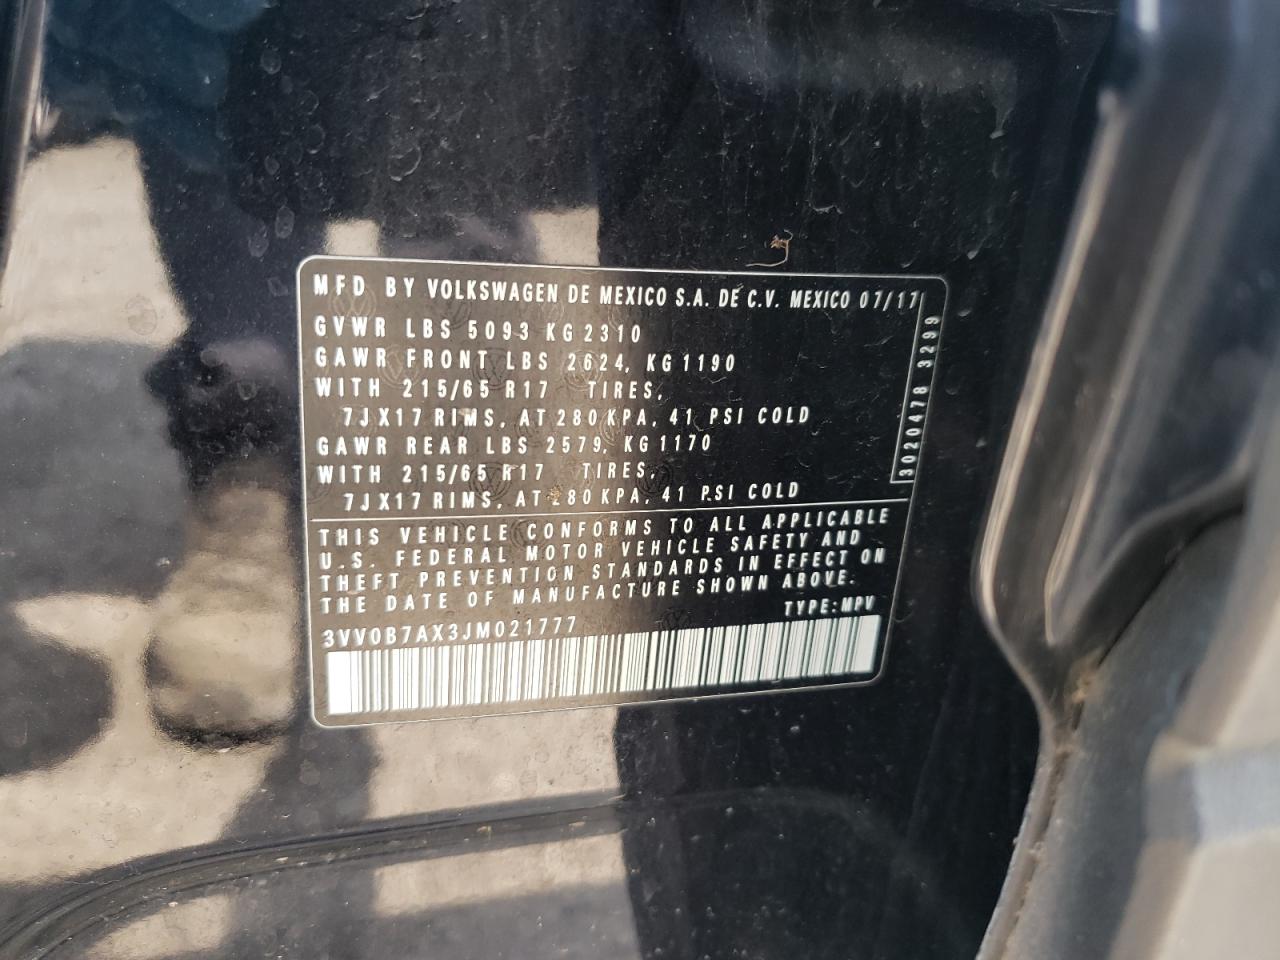 MFD BY VOLKSWAGEN DE MEXICO S.A. DE C.V. MEXICO 07/17
GVWR LBS 5093 KG 2310
GAWR FRONT LBS 2624, KG 1190
WITH 215/65 R17 TIRES,
7JX17 RIMS, AT 280 KPA, 41 PSI COLD
GAWR REAR LBS 2579, KG 1170
WITH 215/65 R17 TIRES,
7JX17 RIMS, AT 280 KPA, 41 PSI COLD
3020478 3299
THIS VEHICLE CONFORMS TO ALL APPLICABLE
U.S. FEDERAL MOTOR VEHICLE SAFETY AND
THEFT PREVENTION STANDARDS IN EFFECT ON
THE DATE OF MANUFACTURE SHOWN ABOVE.
TYPE: MPV
3VV0B7AX3JM021777